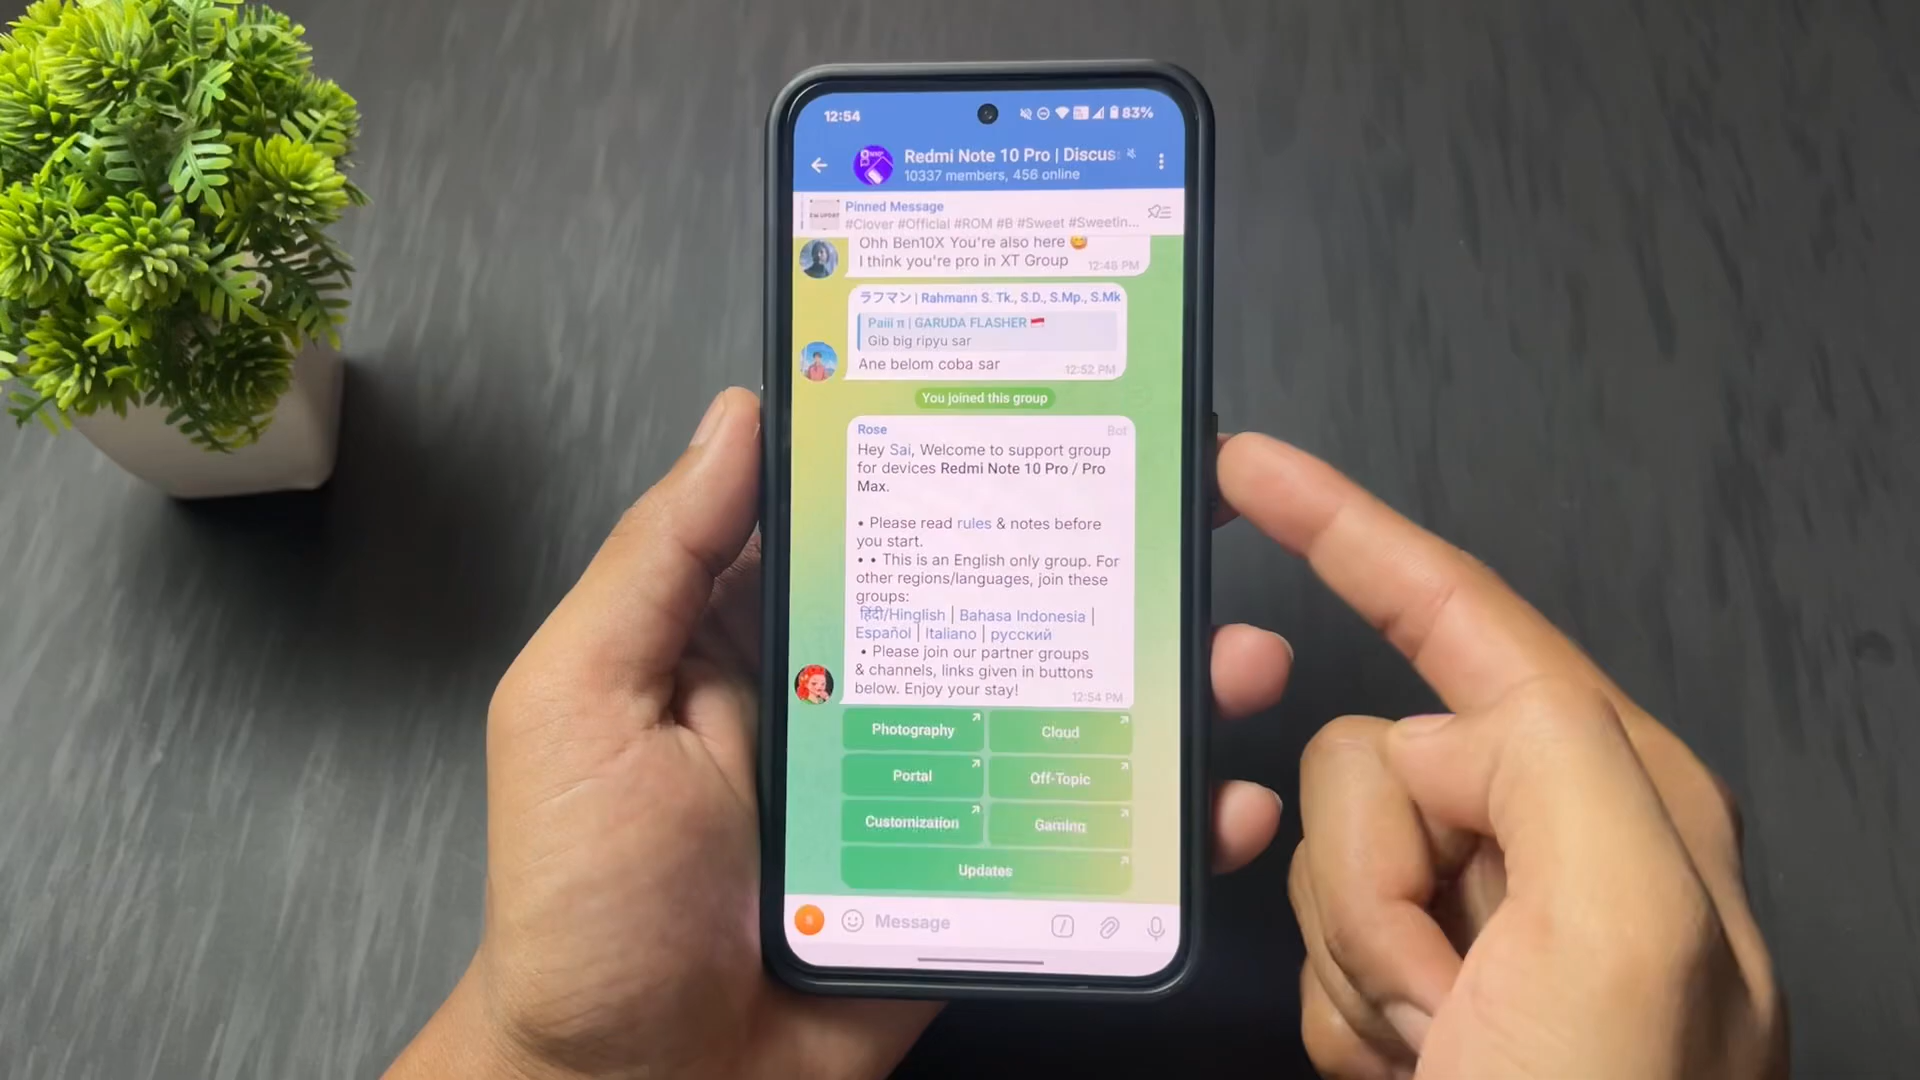 12:54
83%
Redmi Note 10 Pro | Discus
10337 members, 456 online
Pinned Message
#Clover #Official #ROM #B #Sweet #Sweetin...
Ohh Ben10X You're also here
I think you're pro in XT Group
12:48 PM
ラフマン | Rahmann S. Tk., S.D., S.Mp., S.Mk
Paiii π | GARUDA FLASHER
Gib big ripyu sar
Ane belom coba sar
12:52 PM
You joined this group
Rose
Bot
Hey Sai, Welcome to support group
for devices Redmi Note 10 Pro / Pro
Max.
• Please read rules & notes before
you start.
• • This is an English only group. For
other regions/languages, join these
groups:
हिंदी/Hinglish | Bahasa Indonesia |
Español | Italiano | русский
• Please join our partner groups
& channels, links given in buttons
below. Enjoy your stay!
12:54 PM
Photography
Cloud
Portal
Off-Topic
Customization
Gaming
Updates
Message